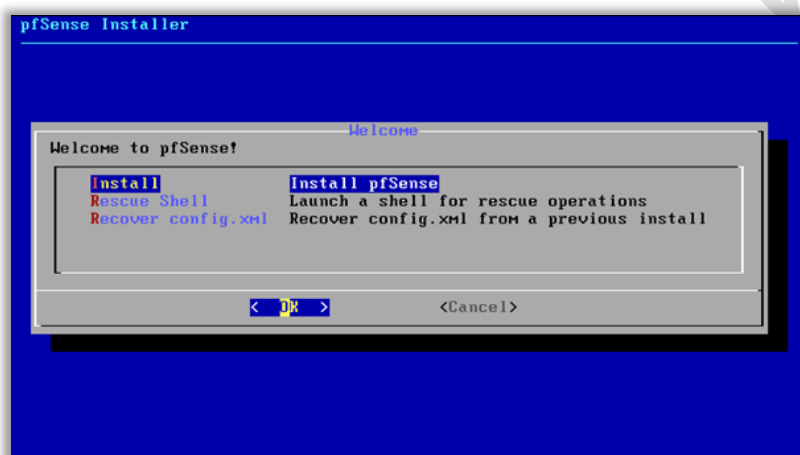 pfSense Installer
Welcome
Welcome to pfSense!
Install Install pfSense
Rescue Shell Launch a shell for rescue operations
Recover config.xml Recover config.xml from a previous install
< OK > <Cancel>